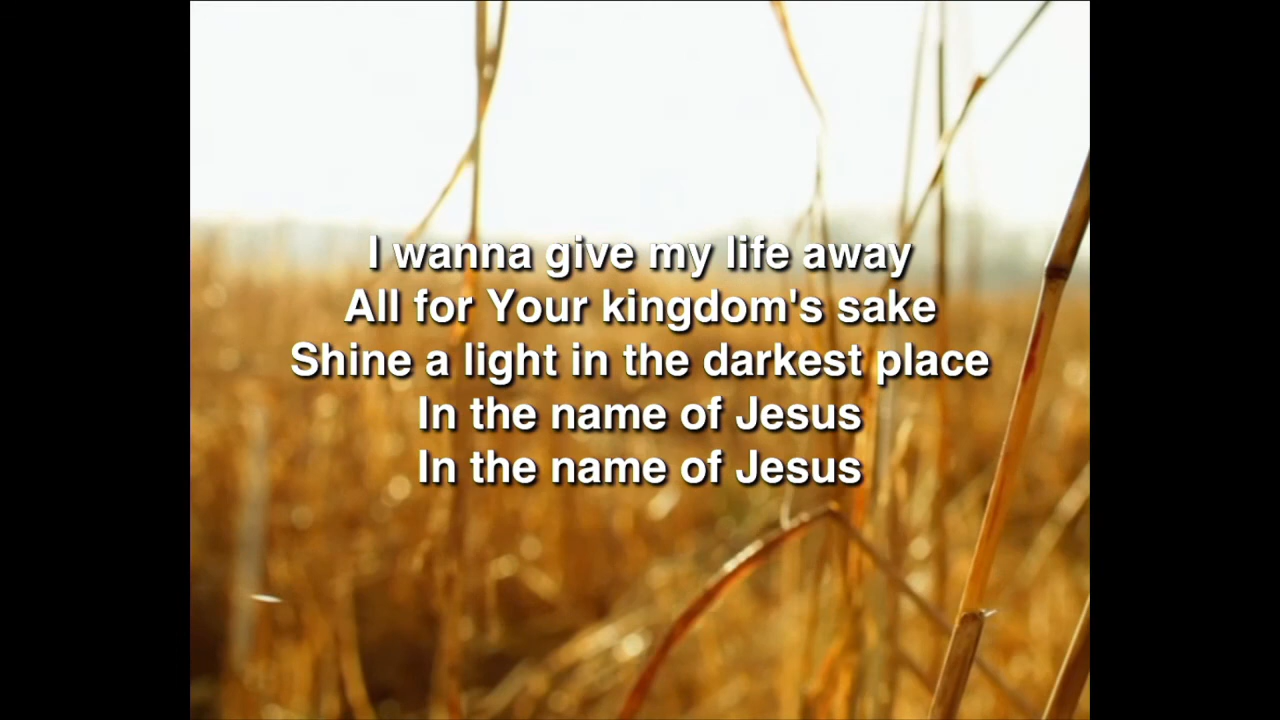 I wanna give my life away
All for Your kingdom's sake
Shine a light in the darkest place
In the name of Jesus
In the name of Jesus